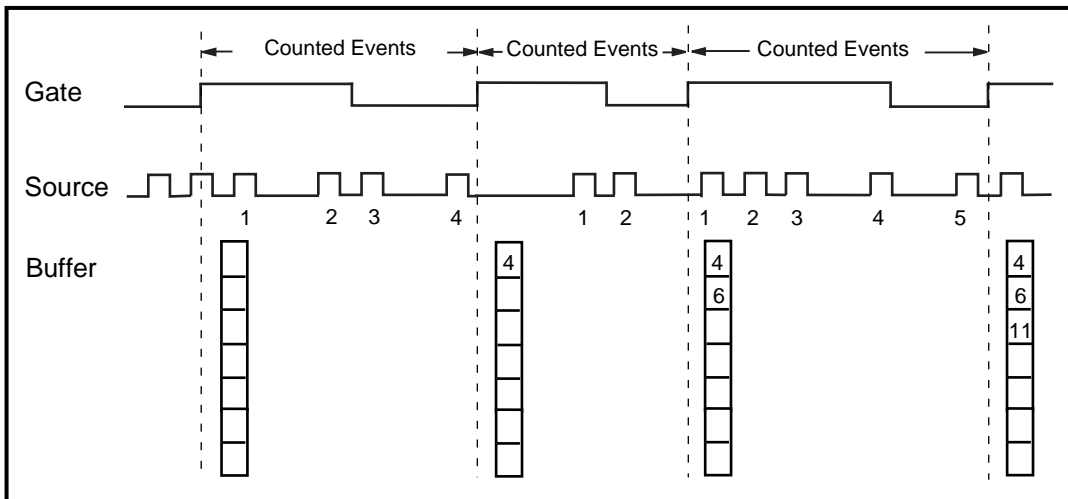 Counted Events Counted Events Counted Events
Gate
Source
1 2 3 4 1 2 1 2 3 4 5
Buffer
4 4 4
6 6
11